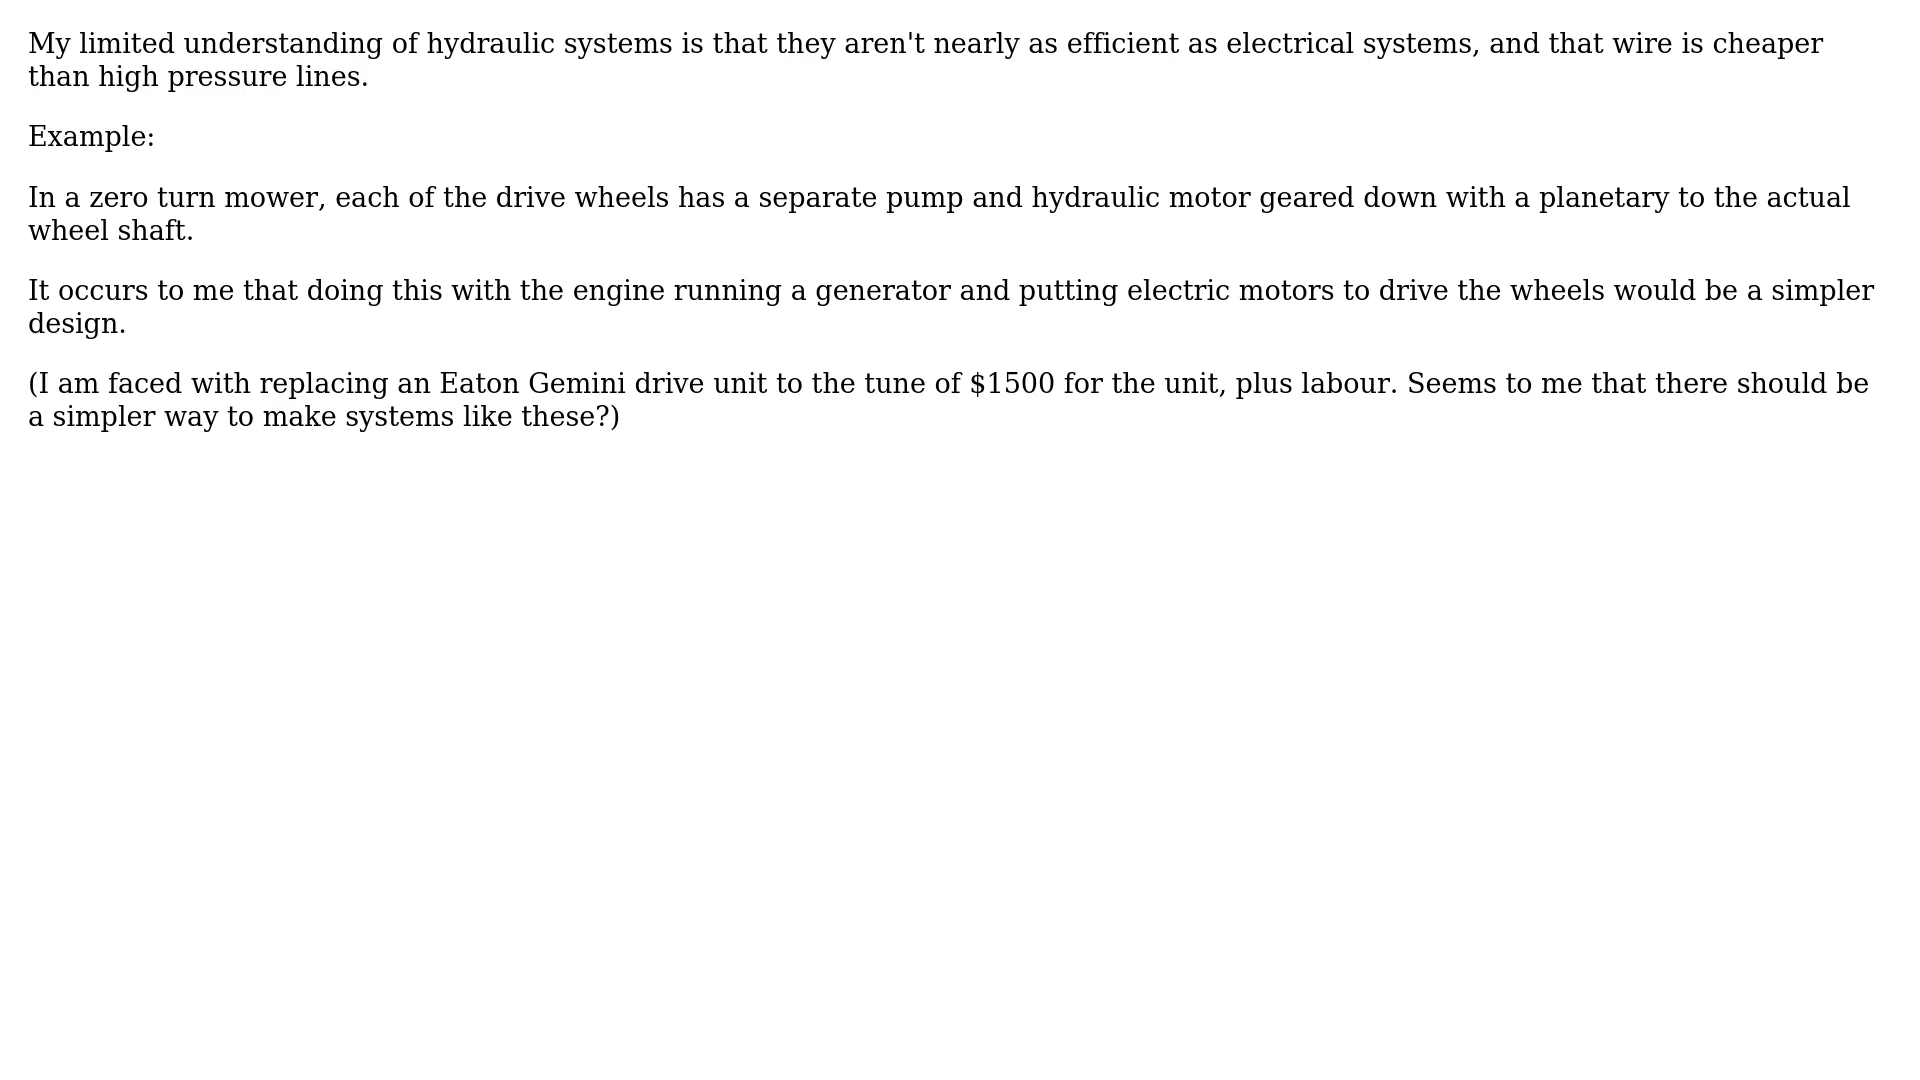 My limited understanding of hydraulic systems is that they aren't nearly as efficient as electrical systems, and that wire is cheaper
than high pressure lines.
Example:
In a zero turn mower, each of the drive wheels has a separate pump and hydraulic motor geared down with a planetary to the actual
wheel shaft.
It occurs to me that doing this with the engine running a generator and putting electric motors to drive the wheels would be a simpler
design.
(I am faced with replacing an Eaton Gemini drive unit to the tune of $1500 for the unit, plus labour. Seems to me that there should be
a simpler way to make systems like these?)